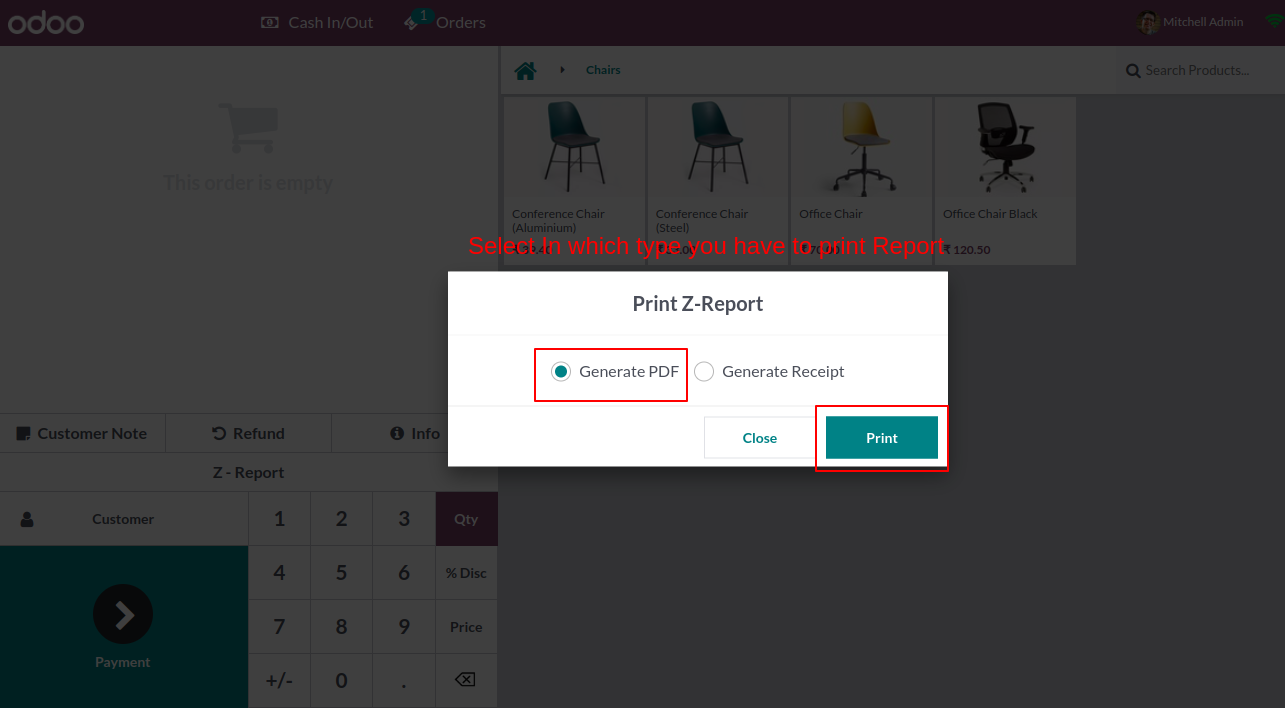 odoo
Cash In/Out
1
Orders
Mitchell Admin
Chairs
Search Products...
This order is empty
Conference Chair
(Aluminium)
Conference Chair
(Steel)
Office Chair
Office Chair Black
₹ 120.50
Select In which type you have to print Report
Print Z-Report
Generate PDF
Generate Receipt
Close
Print
Customer Note
Refund
Info
Z - Report
Customer
1 2 3 Qty
4 5 6 % Disc
7 8 9 Price
+/- 0 .
Payment